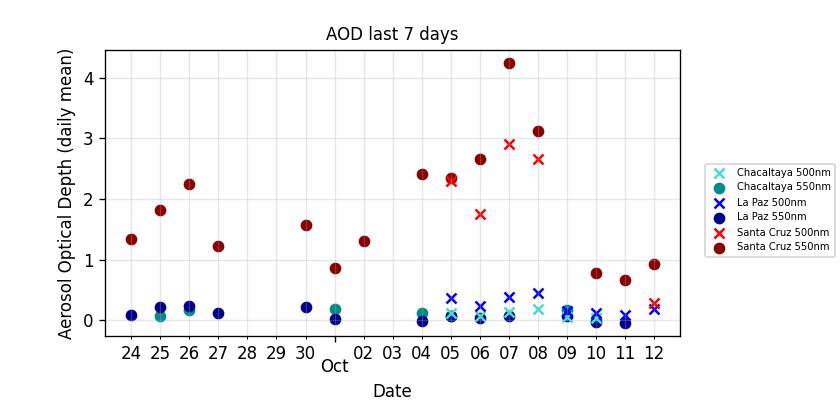 AOD last 7 days
Aerosol Optical Depth (daily mean)
4
3
2
1
0
24 25 26 27 28 29 30 02 03 04 05 06 07 08 09 10 11 12
Oct
Date
Chacaltaya 500nm
Chacaltaya 550nm
La Paz 500nm
La Paz 550nm
Santa Cruz 500nm
Santa Cruz 550nm